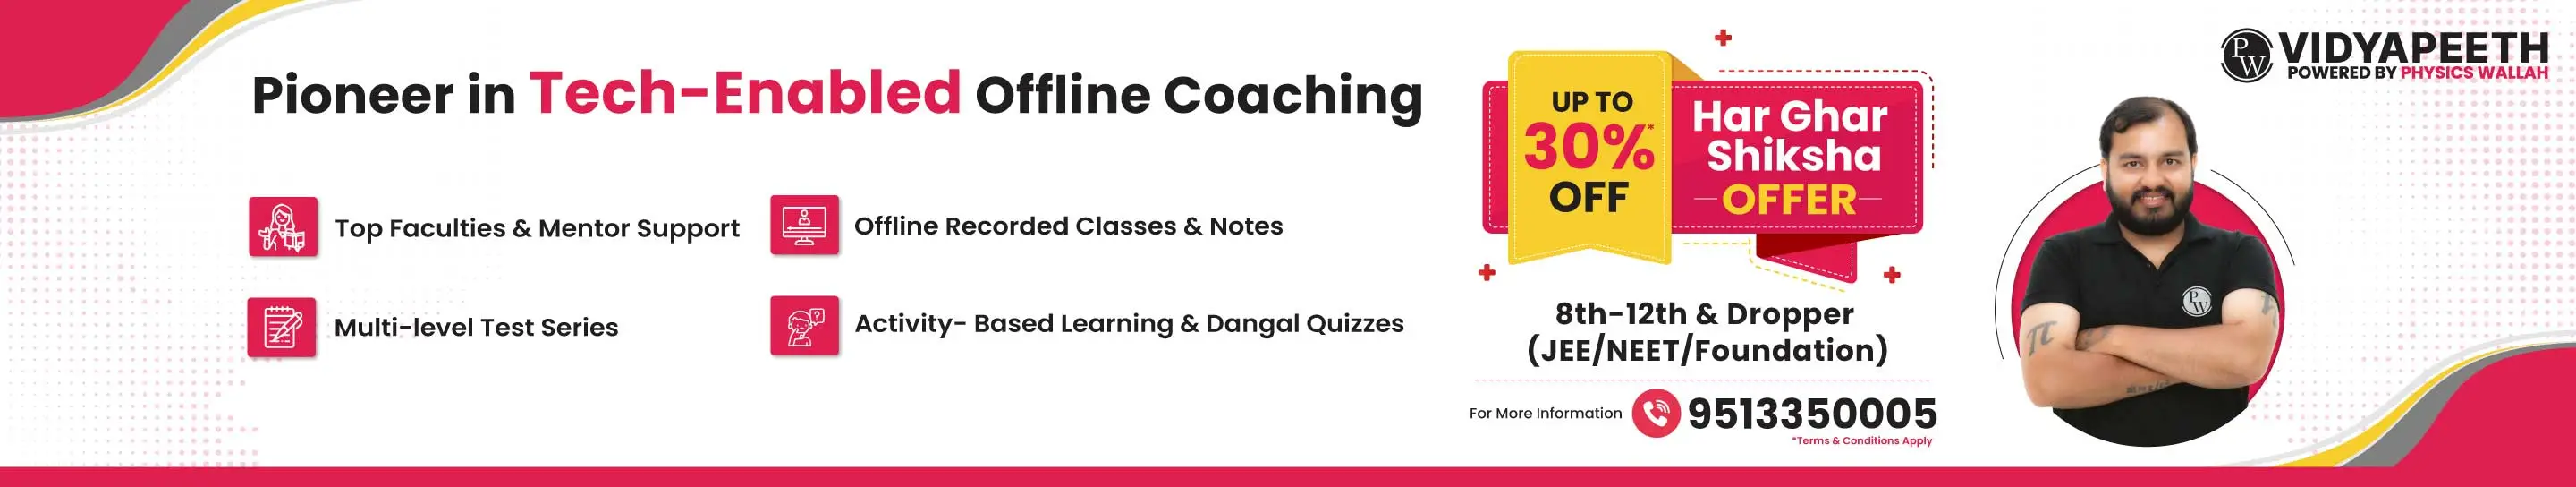 Pioneer in Tech-Enabled Offline Coaching
Top Faculties & Mentor Support
Offline Recorded Classes & Notes
Multi-level Test Series
Activity- Based Learning & Dangal Quizzes
UP TO
30%*
OFF
Har Ghar
Shiksha
OFFER
8th-12th & Dropper
(JEE/NEET/Foundation)
For More Information
9513350005
*Terms & Conditions Apply
PW
VIDYAPEETH
POWERED BY PHYSICS WALLAH
PW
π